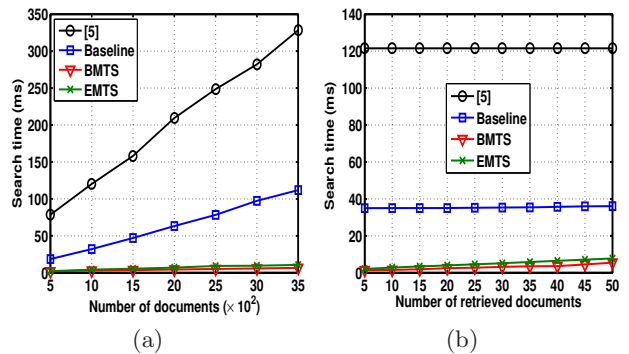 350
300
250
200
150
100
50
0
Search time (ms)
[5]
Baseline
BMTS
EMTS
5 10 15 20 25 30 35
Number of documents (× 10²)
(a)
140
120
100
80
60
40
20
0
Search time (ms)
[5]
Baseline
BMTS
EMTS
5 10 15 20 25 30 35 40 45 50
Number of retrieved documents
(b)